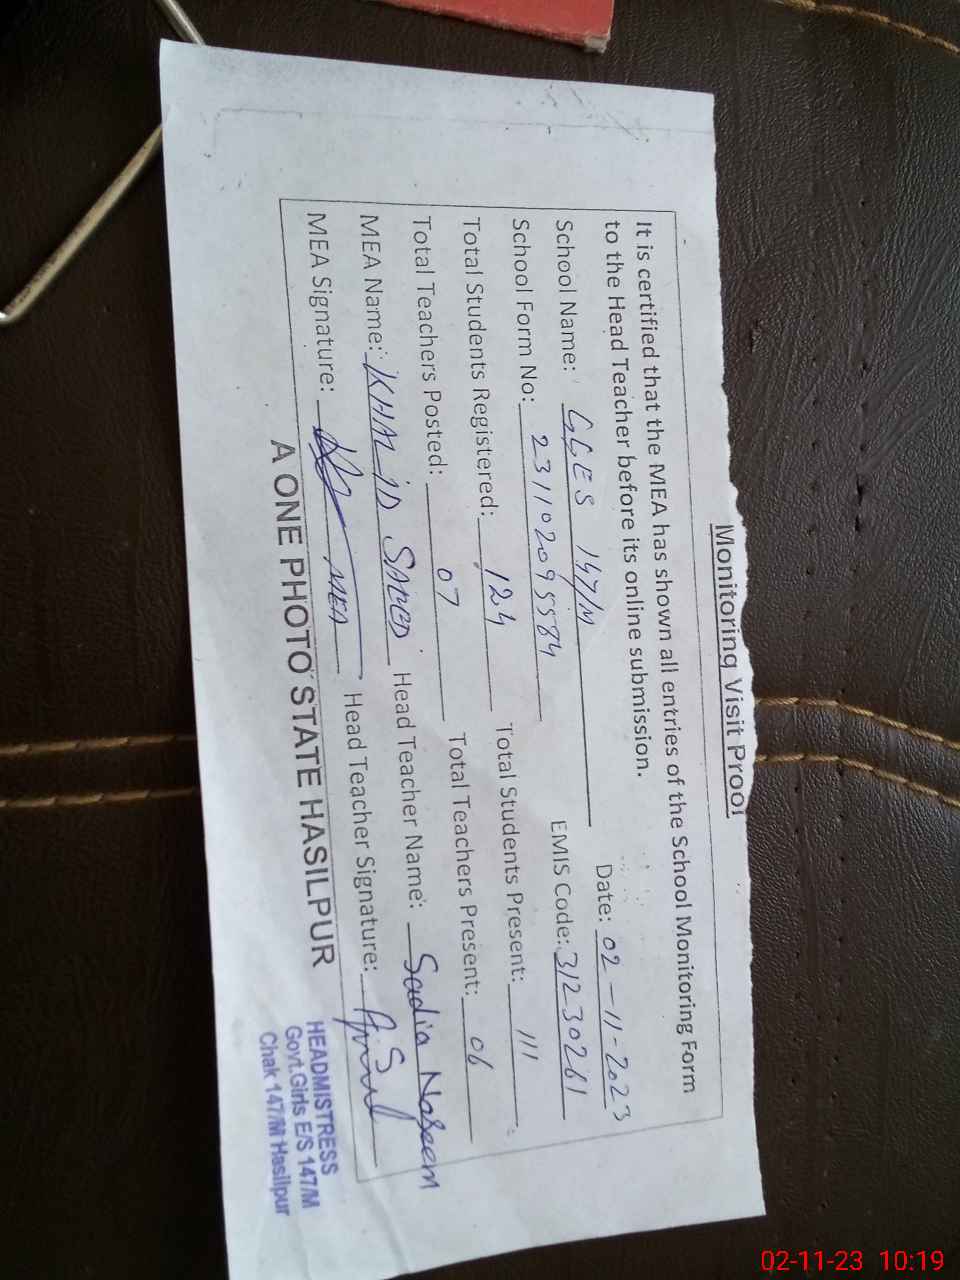 Monitoring Visit Proof
It is certified that the MEA has shown all entries of the School Monitoring Form
to the Head Teacher before its online submission.
Date: 02-11-2023
School Name: GGES 147/M
School Form No: 231102095584 EMIS Code: 31230261
Total Students Registered: 124 Total Students Present: 111
Total Teachers Posted: 07 Total Teachers Present: 06
MEA Name: KHALID SAEED Head Teacher Name: Sadia Naseem
MEA Signature: MEA Head Teacher Signature:
A ONE PHOTO STATE HASILPUR
HEADMISTRESS
Govt.Girls E/S 147/M
Chak 147/M Hasilpur
02-11-23 10:19